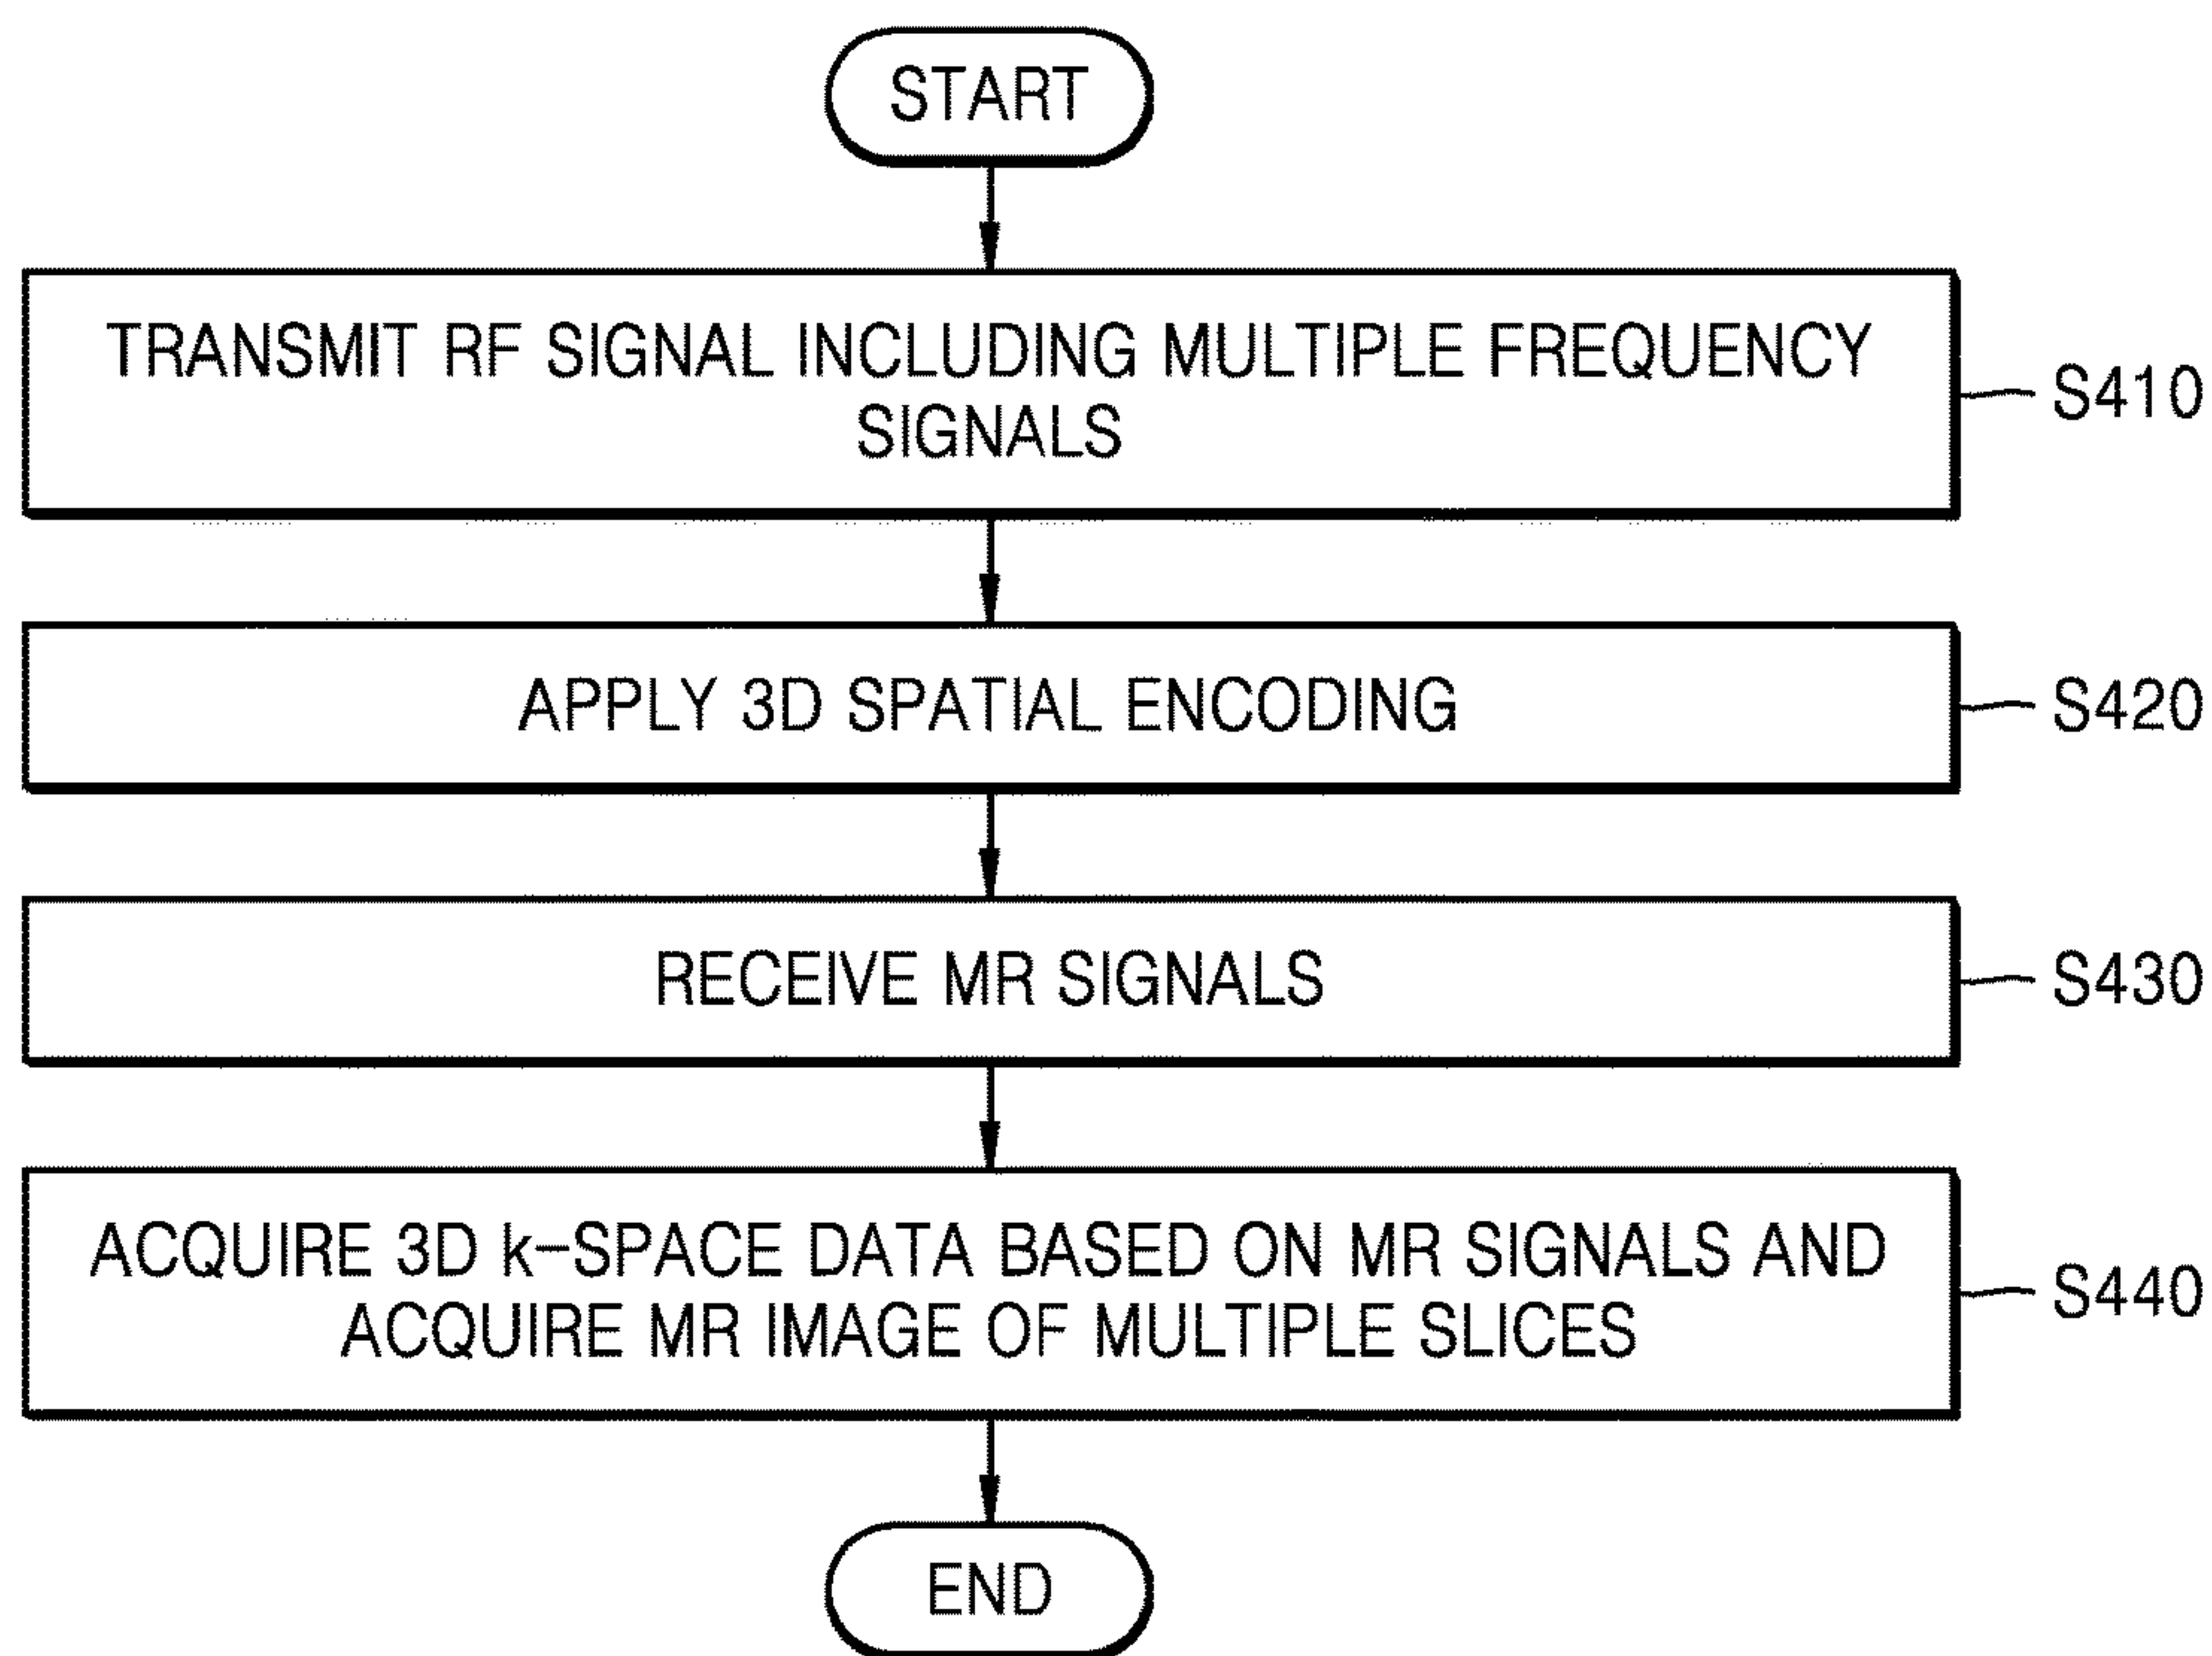 START
TRANSMIT RF SIGNAL INCLUDING MULTIPLE FREQUENCY
SIGNALS
S410
APPLY 3D SPATIAL ENCODING
S420
RECEIVE MR SIGNALS
S430
ACQUIRE 3D k-SPACE DATA BASED ON MR SIGNALS AND
ACQUIRE MR IMAGE OF MULTIPLE SLICES
S440
END